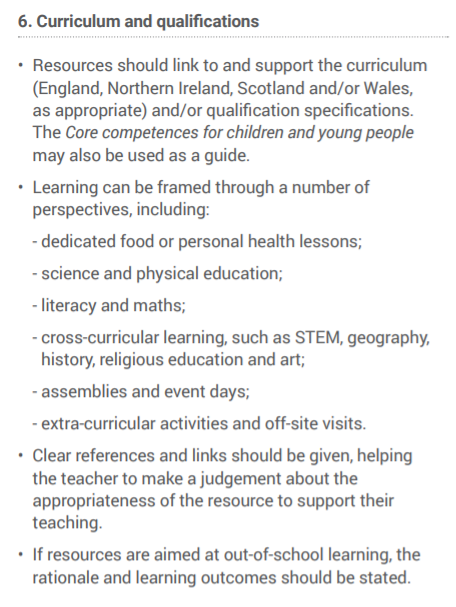 6. Curriculum and qualifications
• Resources should link to and support the curriculum
(England, Northern Ireland, Scotland and/or Wales,
as appropriate) and/or qualification specifications.
The Core competences for children and young people
may also be used as a guide.
• Learning can be framed through a number of
perspectives, including:
- dedicated food or personal health lessons;
- science and physical education;
- literacy and maths;
- cross-curricular learning, such as STEM, geography,
history, religious education and art;
- assemblies and event days;
- extra-curricular activities and off-site visits.
• Clear references and links should be given, helping
the teacher to make a judgement about the
appropriateness of the resource to support their
teaching.
• If resources are aimed at out-of-school learning, the
rationale and learning outcomes should be stated.